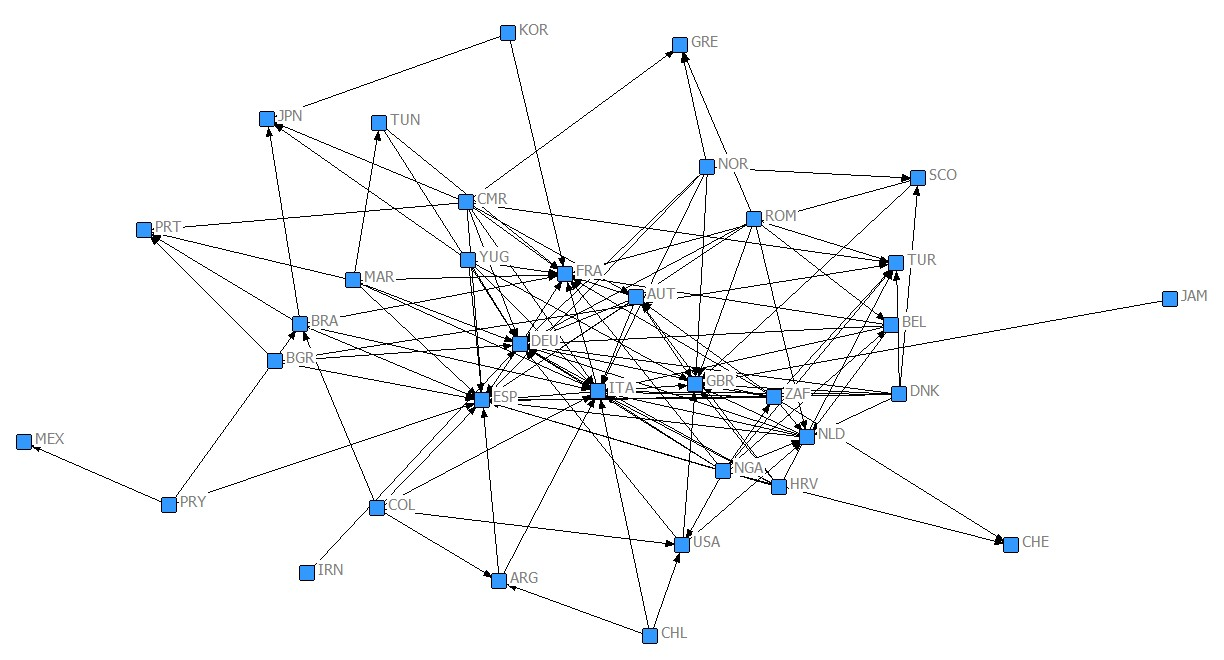 KOR
GRE
JPN
TUN
NOR
SCO
CMR
ROM
PRT
YUG
TUR
FRA
MAR
AUT
JAM
BRA
BEL
DEU
BGR
GBR
ITA
DNK
ZAF
ESP
NLD
MEX
NGA
HRV
PRY
COL
USA
CHE
IRN
ARG
CHL